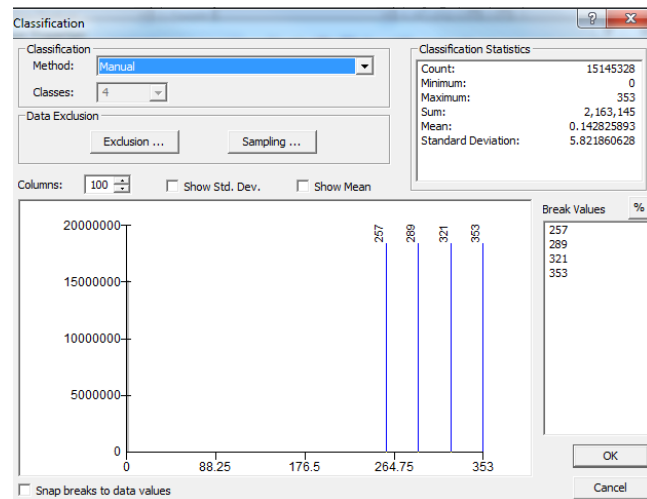 Classification
Classification
Method: Manual
Classes: 4
Data Exclusion
Exclusion ...
Sampling ...
Classification Statistics
Count: 15145328
Minimum: 0
Maximum: 353
Sum: 2,163,145
Mean: 0.142825893
Standard Deviation: 5.821860628
Columns: 100 Show Std. Dev. Show Mean
Break Values %
257
289
321
353
20000000
15000000
10000000
5000000
0
257 289 321 353
0 88.25 176.5 264.75 353
Snap breaks to data values
OK
Cancel